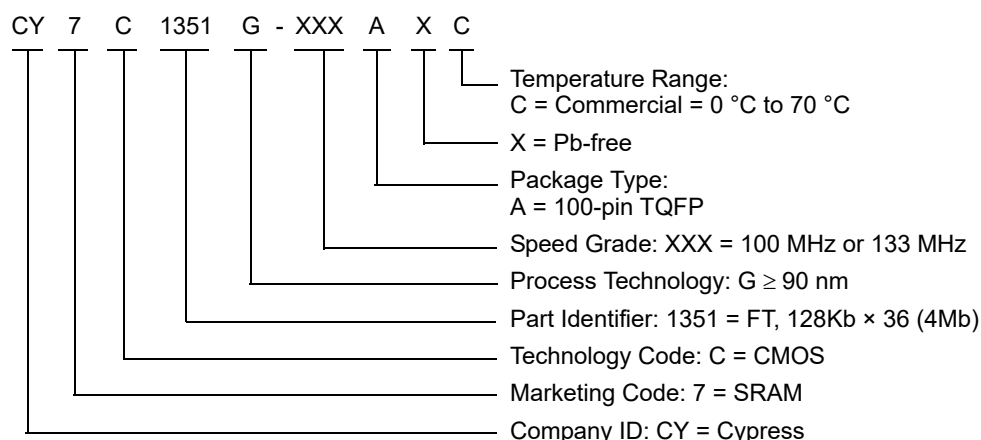 CY 7 C 1351 G - XXX A X C
Temperature Range:
C = Commercial = 0 °C to 70 °C
X = Pb-free
Package Type:
A = 100-pin TQFP
Speed Grade: XXX = 100 MHz or 133 MHz
Process Technology: G ≥ 90 nm
Part Identifier: 1351 = FT, 128Kb × 36 (4Mb)
Technology Code: C = CMOS
Marketing Code: 7 = SRAM
Company ID: CY = Cypress